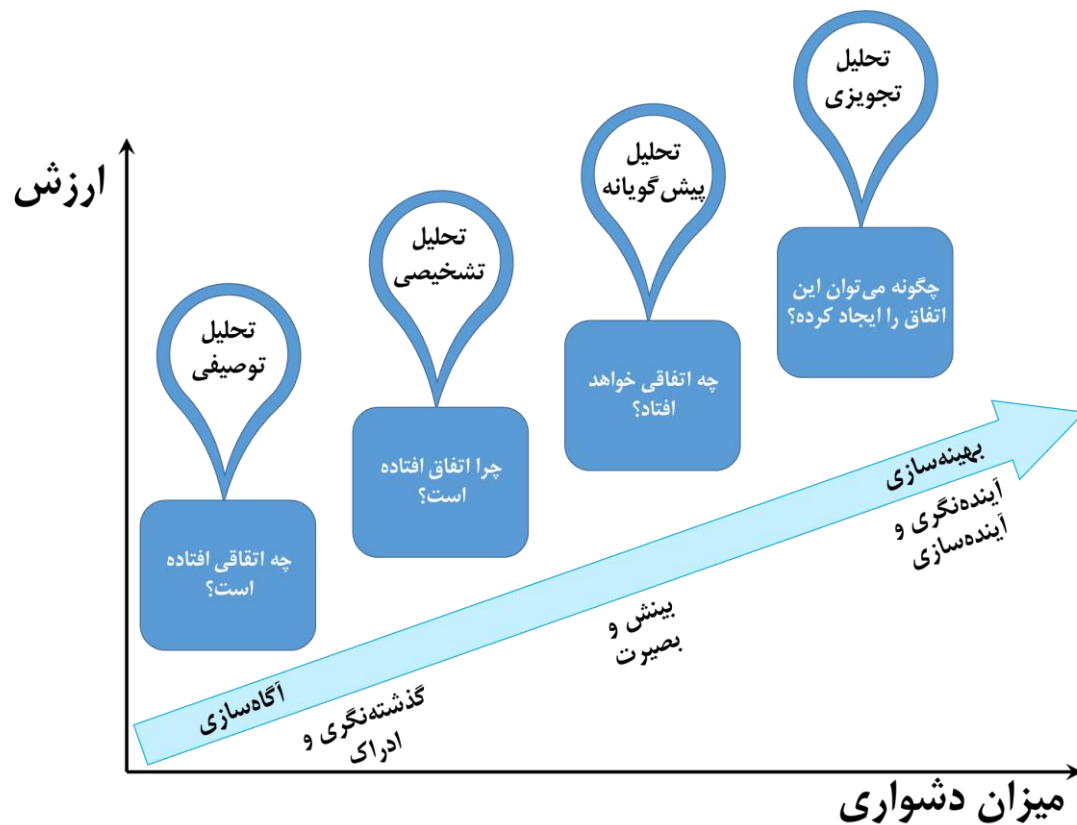 ارزش
تحلیل
توصیفی
چه اتقاقی افتاده
است؟
تحلیل
تشخیصی
چرا اتفاق افتاده
است؟
تحلیل
پیش‌گویانه
چه اتفاقی خواهد
افتاد؟
تحلیل
تجویزی
چگونه می‌توان این
اتفاق را ایجاد کرده؟
آگاه‌سازی
گذشته‌نگری و
ادراک
بینش و
بصیرت
بهینه‌سازی
آینده‌نگری و
آینده‌سازی
میزان دشواری